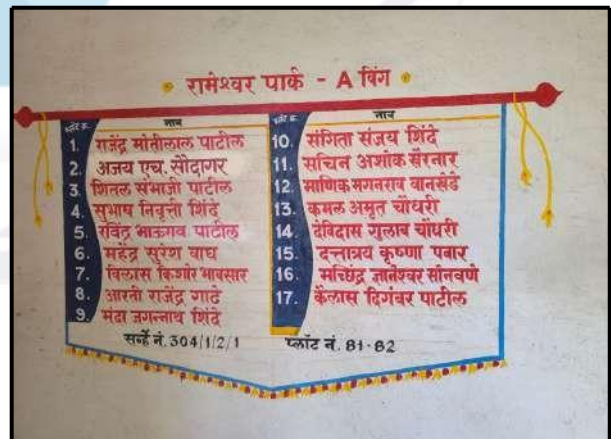 रामेश्वर पार्क - A विंग
फ्लॅट क्र. नाव
1. राजेंद्र मोतीलाल पाटील
2. अजय एच. सौदागर
3. शितल संभाजी पाटील
4. सुभाष निवृत्ती शिंदे
5. रविंद्र भाऊराव पाटील
6. महेंद्र सुरेश वाघ
7. विलास किशोर भावसार
8. आरती राजेंद्र गाढे
9. मंदा जगन्नाथ शिंदे
फ्लॅट क्र. नाव
10. संगिता संजय शिंदे
11. सचिन अशोक सैरनार
12. माणिक मगनराव वानखेडे
13. कमल अमृत चौधरी
14. देविदास गुलाब चौधरी
15. दत्तात्रय कृष्णा पवार
16. मच्छिंद्र ज्ञानेश्वर सोनवणे
17. कैलास दिगंबर पाटील
सर्व्हे नं. 304/1/2/1 प्लॉट नं. 81-82